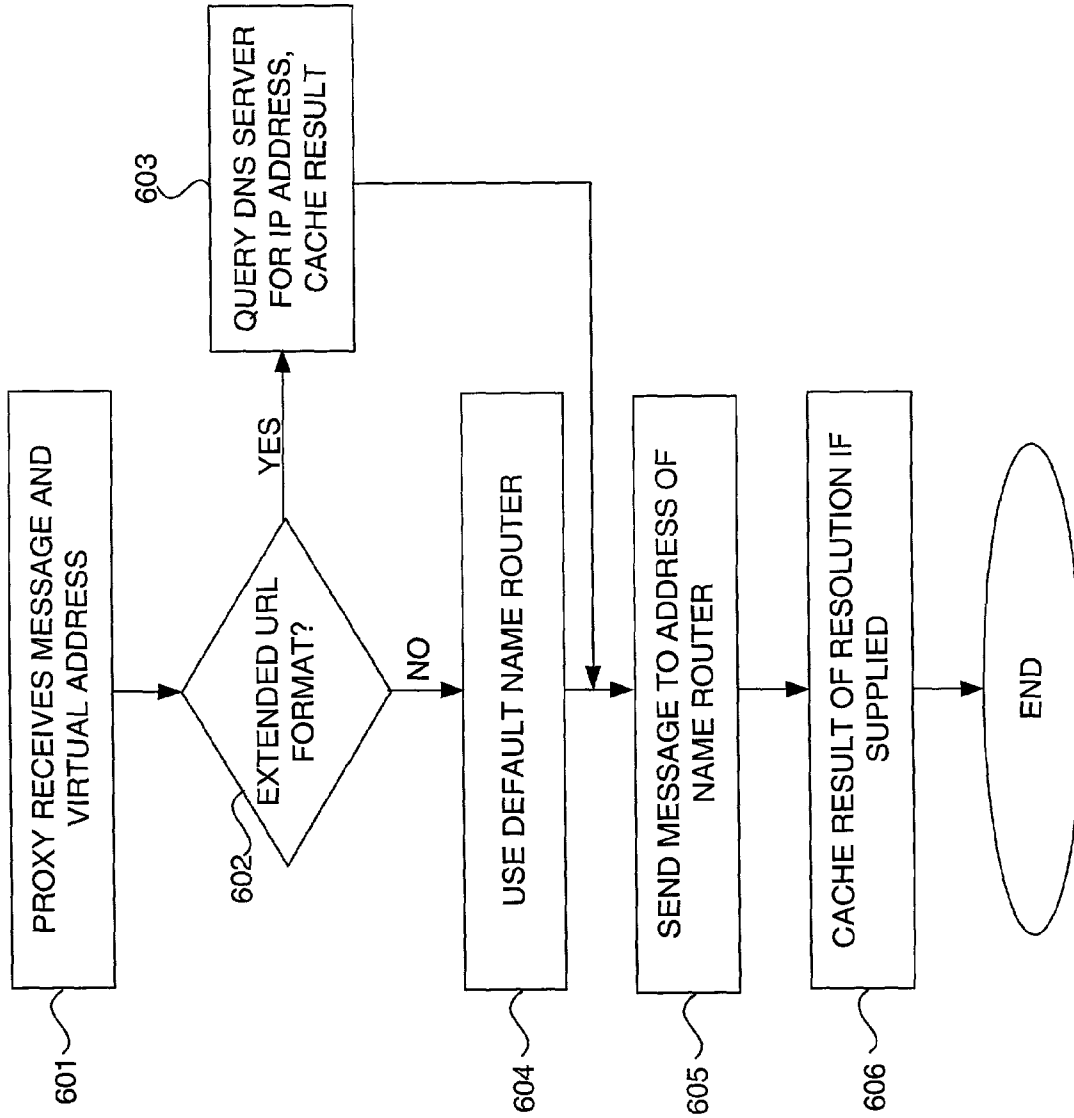 601
PROXY RECEIVES MESSAGE AND
VIRTUAL ADDRESS
602
EXTENDED URL
FORMAT?
YES
NO
603
QUERY DNS SERVER
FOR IP ADDRESS,
CACHE RESULT
604
USE DEFAULT NAME ROUTER
605
SEND MESSAGE TO ADDRESS OF
NAME ROUTER
606
CACHE RESULT OF RESOLUTION IF
SUPPLIED
END